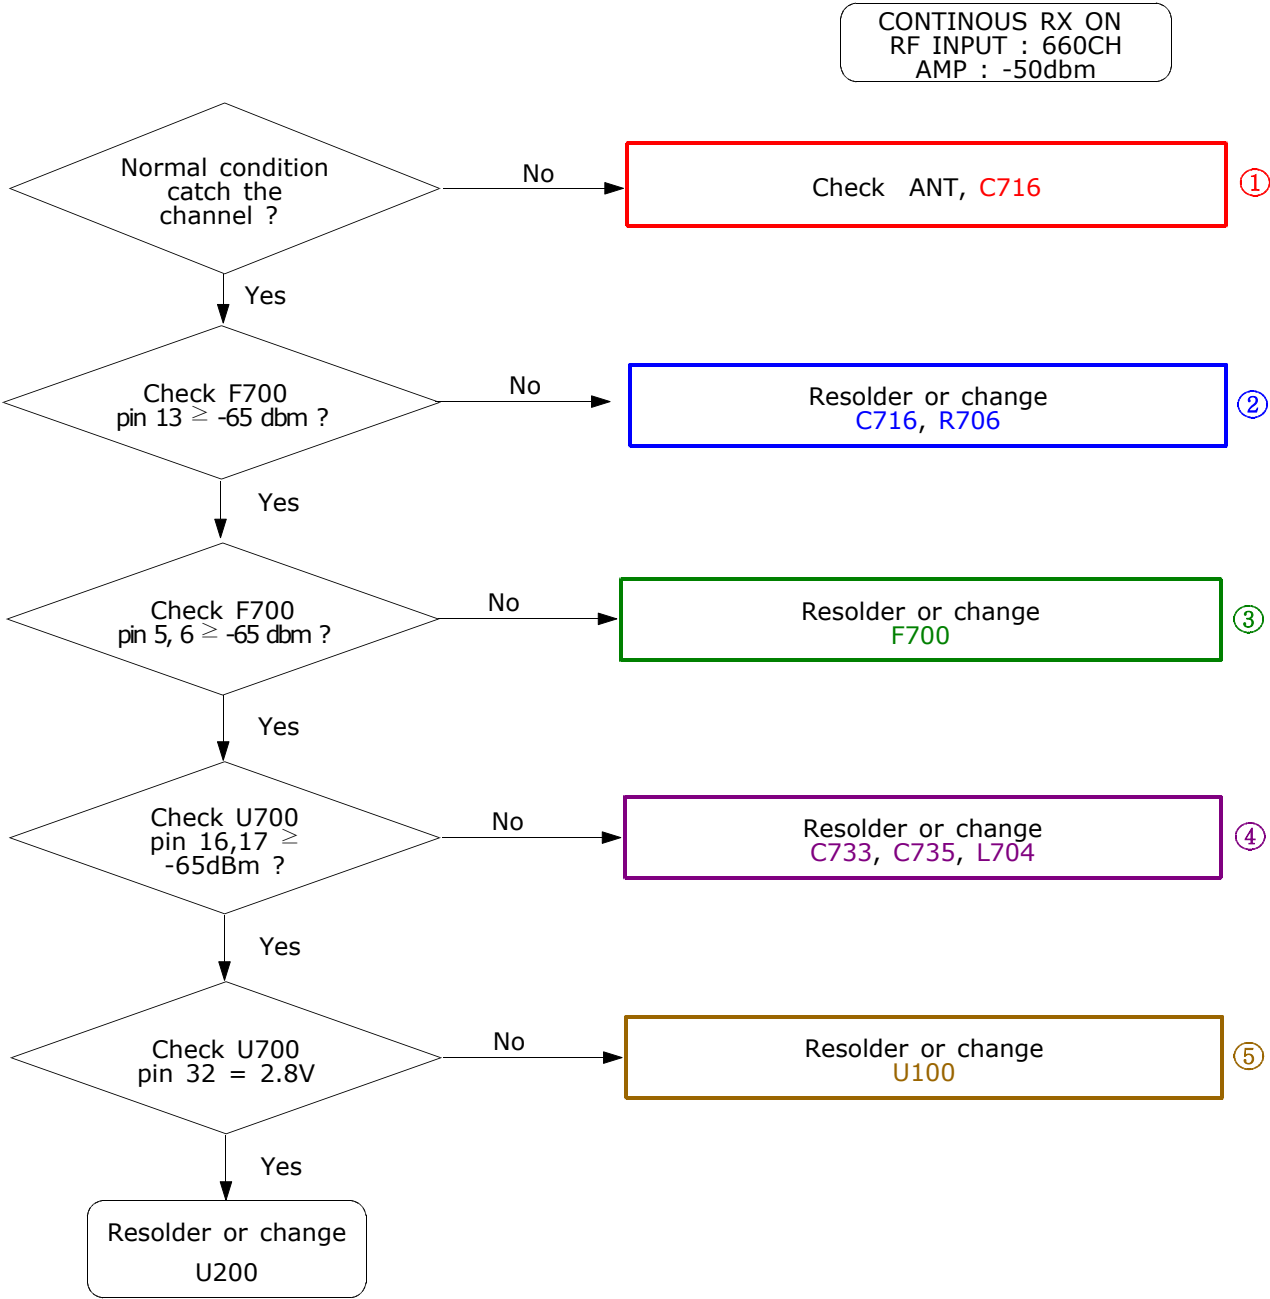 CONTINOUS RX ON
RF INPUT : 660CH
AMP : -50dbm
Normal condition
catch the
channel ?
No
Check ANT, C716
①
Yes
Check F700
pin 13 ≥ -65 dbm ?
No
Resolder or change
C716, R706
②
Yes
Check F700
pin 5, 6 ≥ -65 dbm ?
No
Resolder or change
F700
③
Yes
Check U700
pin 16,17 ≥
-65dBm ?
No
Resolder or change
C733, C735, L704
④
Yes
Check U700
pin 32 = 2.8V
No
Resolder or change
U100
⑤
Yes
Resolder or change
U200